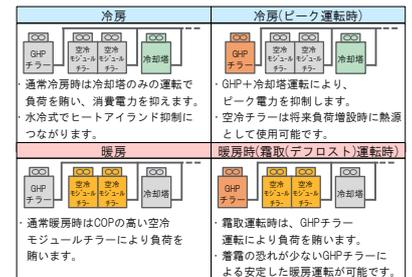 冷房
GHP
チラー
空冷
モジュール
チラー
空冷
モジュール
チラー
冷却塔
・通常冷房時は冷却塔のみの運転で
負荷を賄い、消費電力を抑えます。
・水冷式でヒートアイランド抑制に
つながります。
冷房(ピーク運転時)
GHP
チラー
空冷
モジュール
チラー
空冷
モジュール
チラー
冷却塔
・GHP＋冷却塔運転により、
ピーク電力を抑制します。
・空冷チラーは将来負荷増設時に熱源
として使用可能です。
暖房
GHP
チラー
空冷
モジュール
チラー
空冷
モジュール
チラー
冷却塔
・通常暖房時はCOPの高い空冷
モジュールチラーにより負荷を
賄います。
暖房時(霜取(デフロスト)運転時)
GHP
チラー
空冷
モジュール
チラー
空冷
モジュール
チラー
冷却塔
・霜取運転時は、GHPチラー
運転により負荷を賄います。
・着霜の恐れが少ないGHPチラーに
よる安定した暖房運転が可能です。